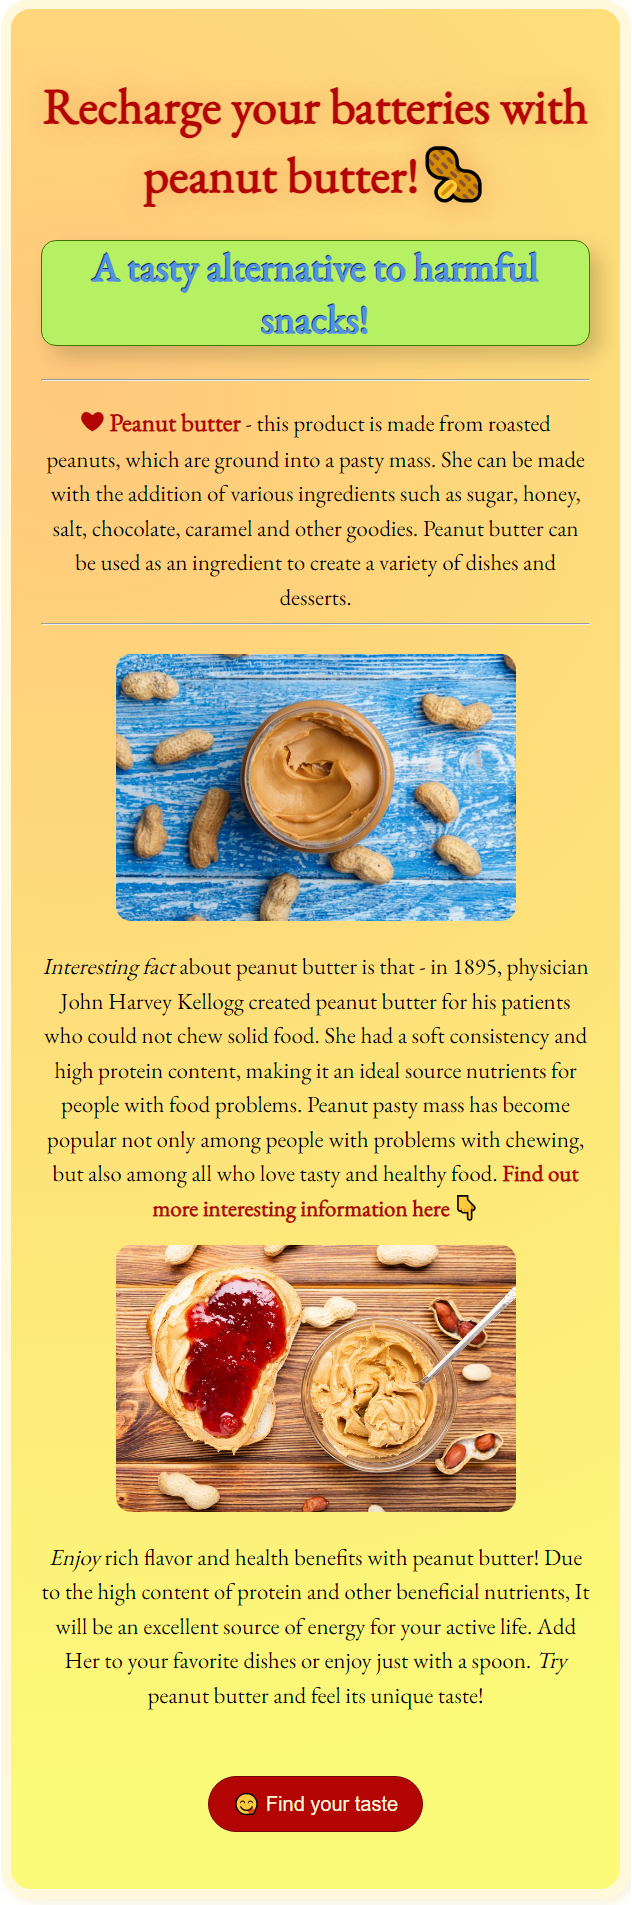 Recharge your batteries with
peanut butter!🥜
A tasty alternative to harmful
snacks!
❤ Peanut butter - this product is made from roasted
peanuts, which are ground into a pasty mass. She can be made
with the addition of various ingredients such as sugar, honey,
salt, chocolate, caramel and other goodies. Peanut butter can
be used as an ingredient to create a variety of dishes and
desserts.
Interesting fact about peanut butter is that - in 1895, physician
John Harvey Kellogg created peanut butter for his patients
who could not chew solid food. She had a soft consistency and
high protein content, making it an ideal source nutrients for
people with food problems. Peanut pasty mass has become
popular not only among people with problems with chewing,
but also among all who love tasty and healthy food. Find out
more interesting information here 👇
Enjoy rich flavor and health benefits with peanut butter! Due
to the high content of protein and other beneficial nutrients, It
will be an excellent source of energy for your active life. Add
Her to your favorite dishes or enjoy just with a spoon. Try
peanut butter and feel its unique taste!
😋 Find your taste